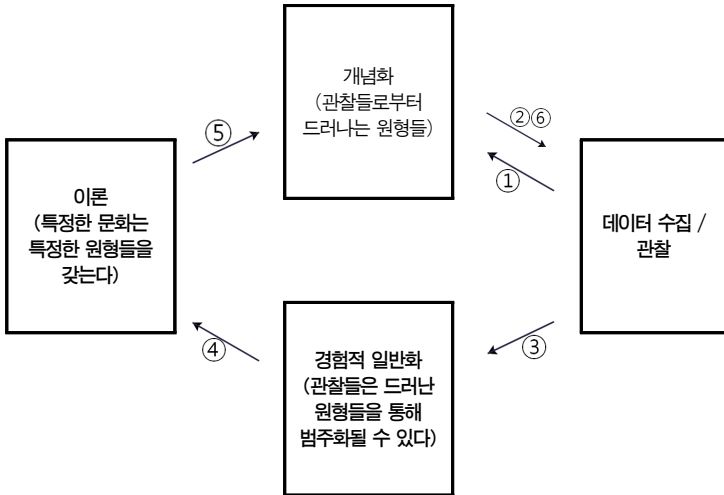 개념화
(관찰들로부터
드러나는 원형들)
⑤
②⑥
①
이론
(특정한 문화는
특정한 원형들을
갖는다)
데이터 수집 /
관찰
④
③
경험적 일반화
(관찰들은 드러난
원형들을 통해
범주화될 수 있다)